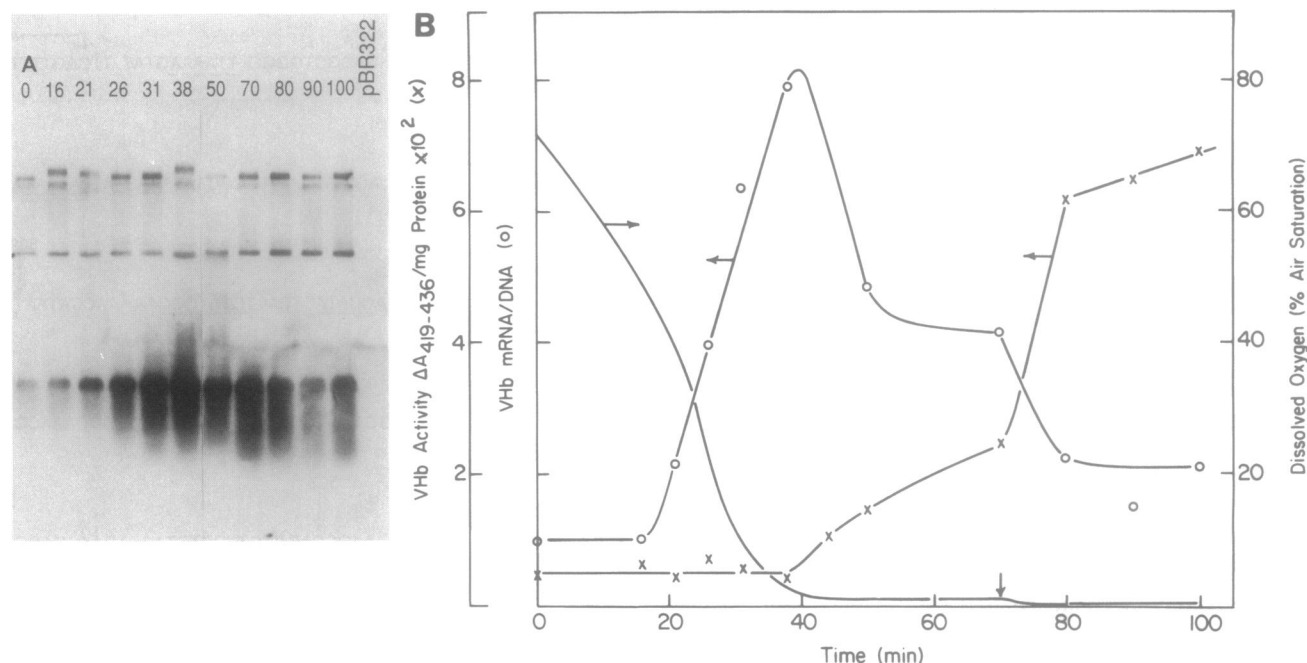 A
0 16 21 26 31 38 50 70 80 90 100 pBR322
B
VHb Activity ΔA419-436/mg Protein x10² (x)
8
6
4
2
VHb mRNA/DNA (o)
80
60
40
20
Dissolved Oxygen (% Air Saturation)
0 20 40 60 80 100
Time (min)